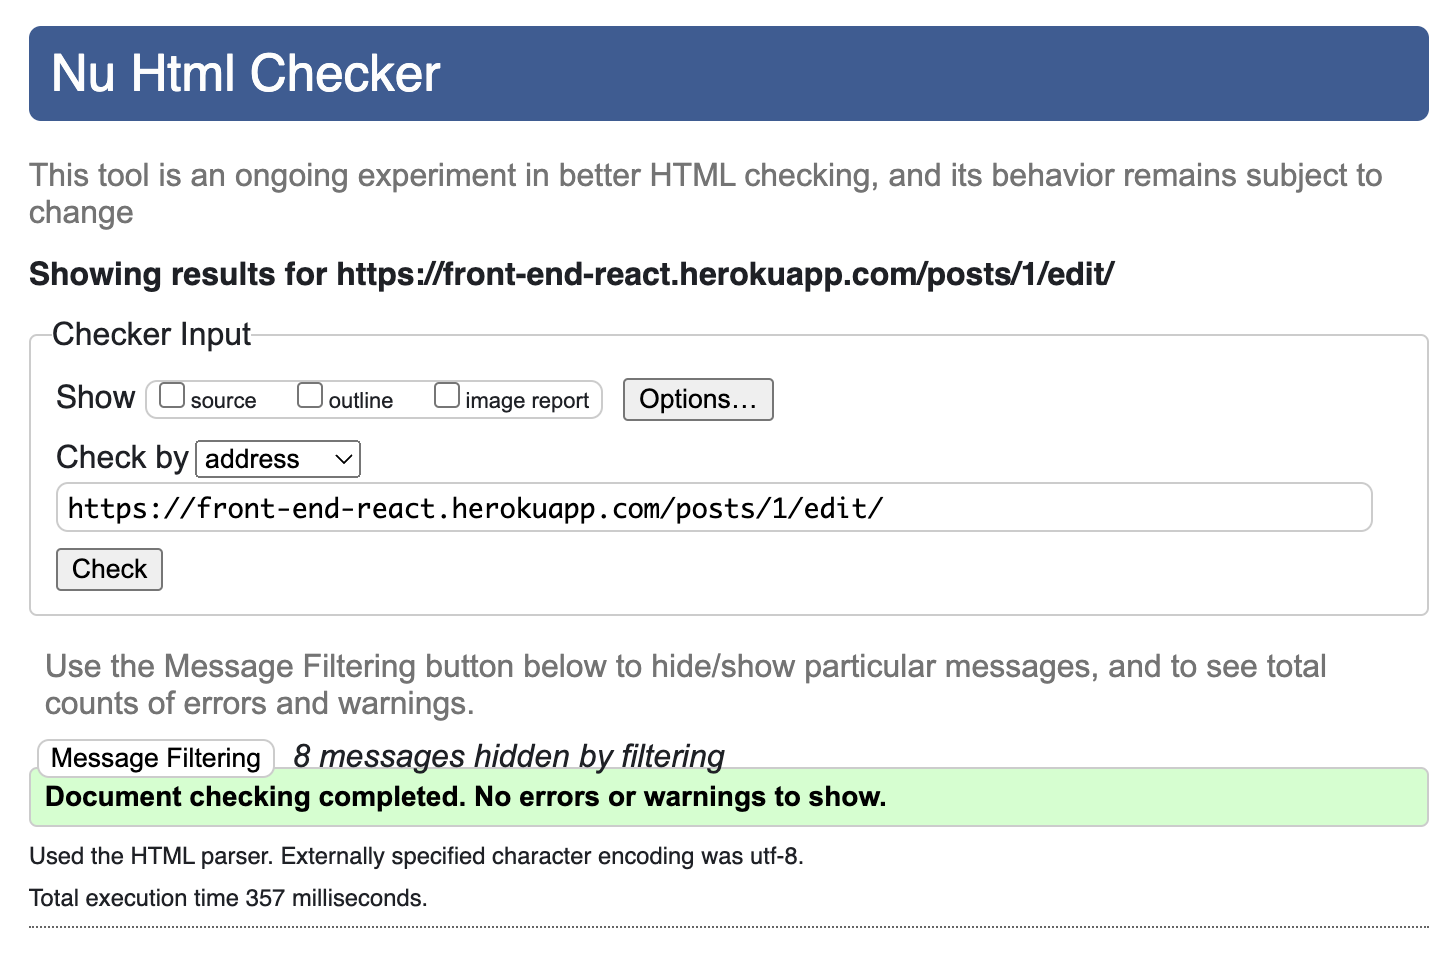 Nu Html Checker
This tool is an ongoing experiment in better HTML checking, and its behavior remains subject to
change
Showing results for https://front-end-react.herokuapp.com/posts/1/edit/
Checker Input
Show source outline image report Options...
Check by address
https://front-end-react.herokuapp.com/posts/1/edit/
Check
Use the Message Filtering button below to hide/show particular messages, and to see total
counts of errors and warnings.
Message Filtering 8 messages hidden by filtering
Document checking completed. No errors or warnings to show.
Used the HTML parser. Externally specified character encoding was utf-8.
Total execution time 357 milliseconds.